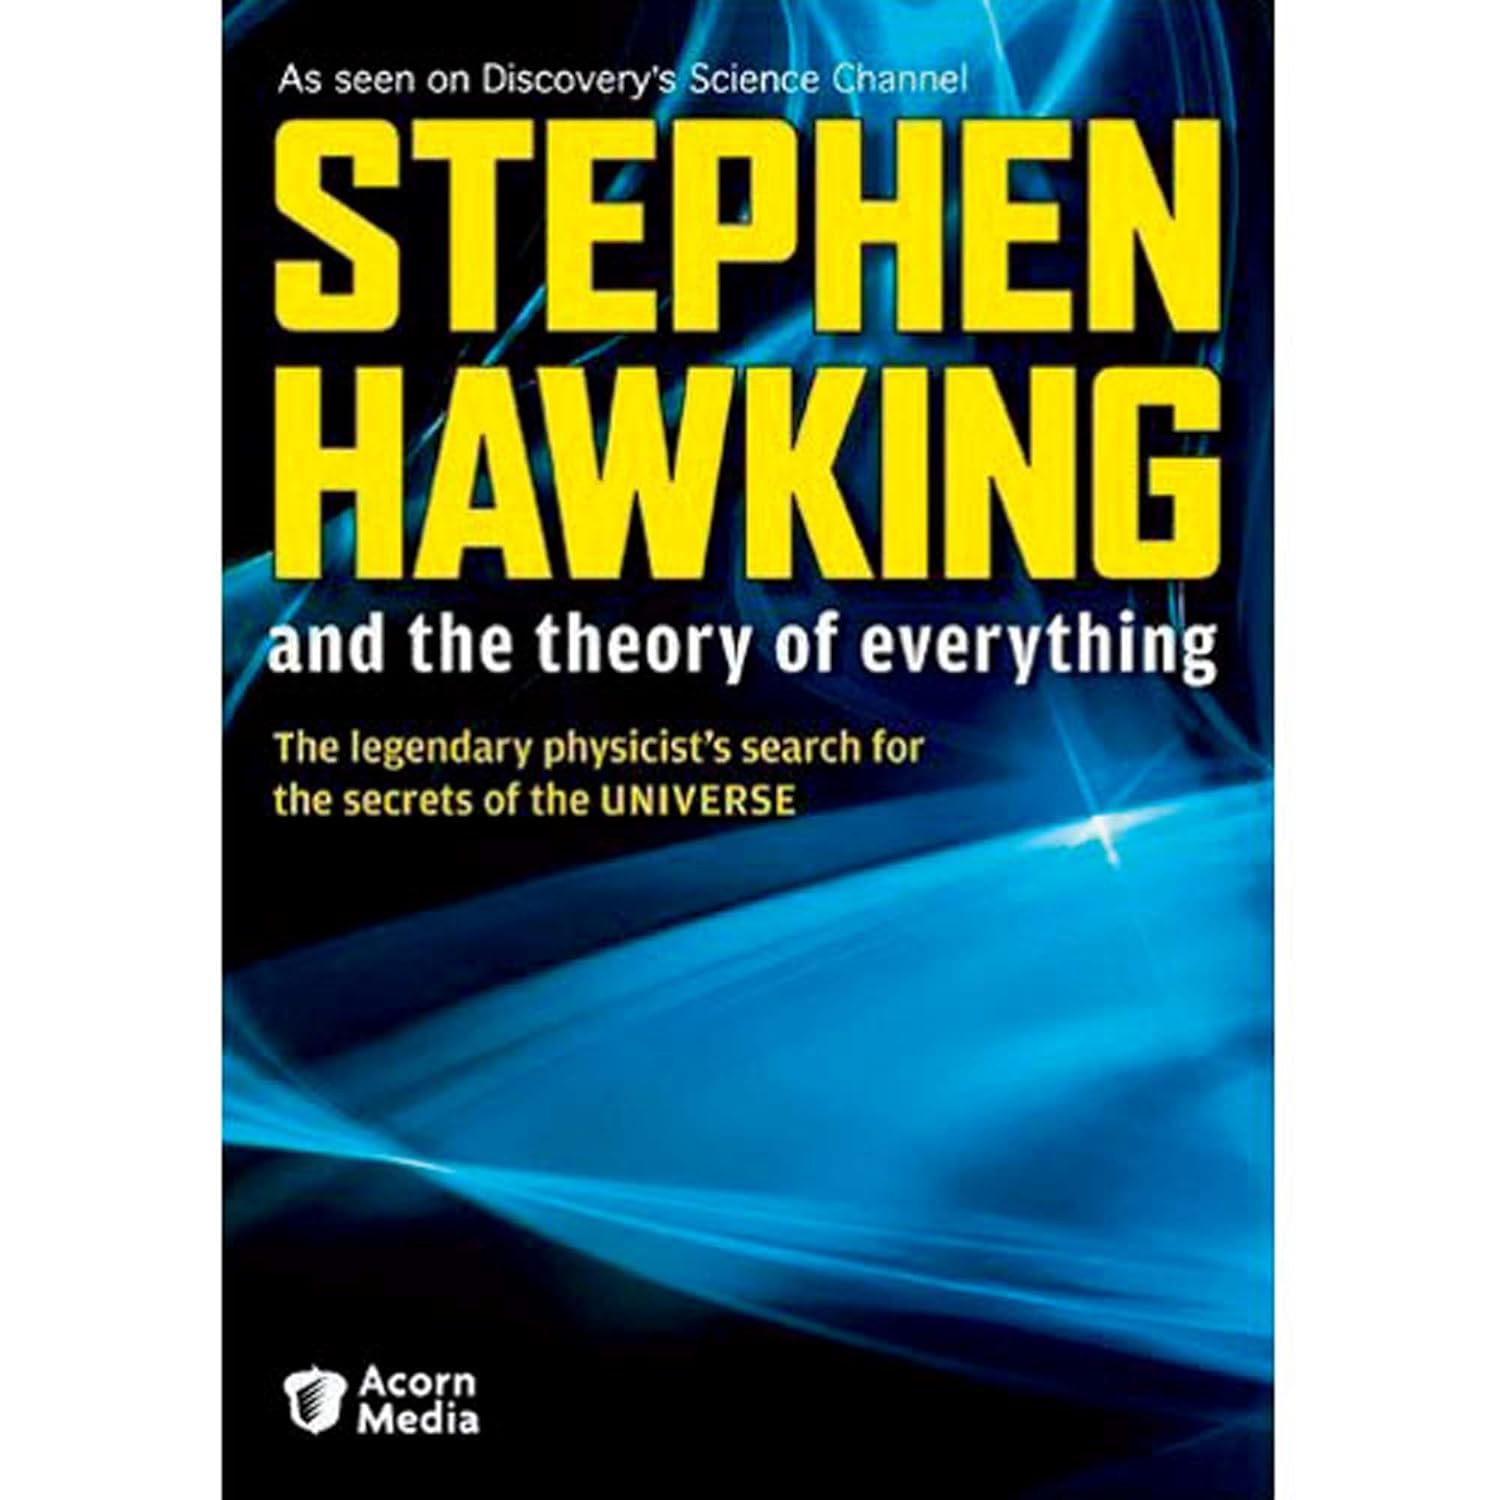 As seen on Discovery's Science Channel
STEPHEN
HAWKING
and the theory of everything
The legendary physicist's search for
the secrets of the UNIVERSE
Acorn
Media